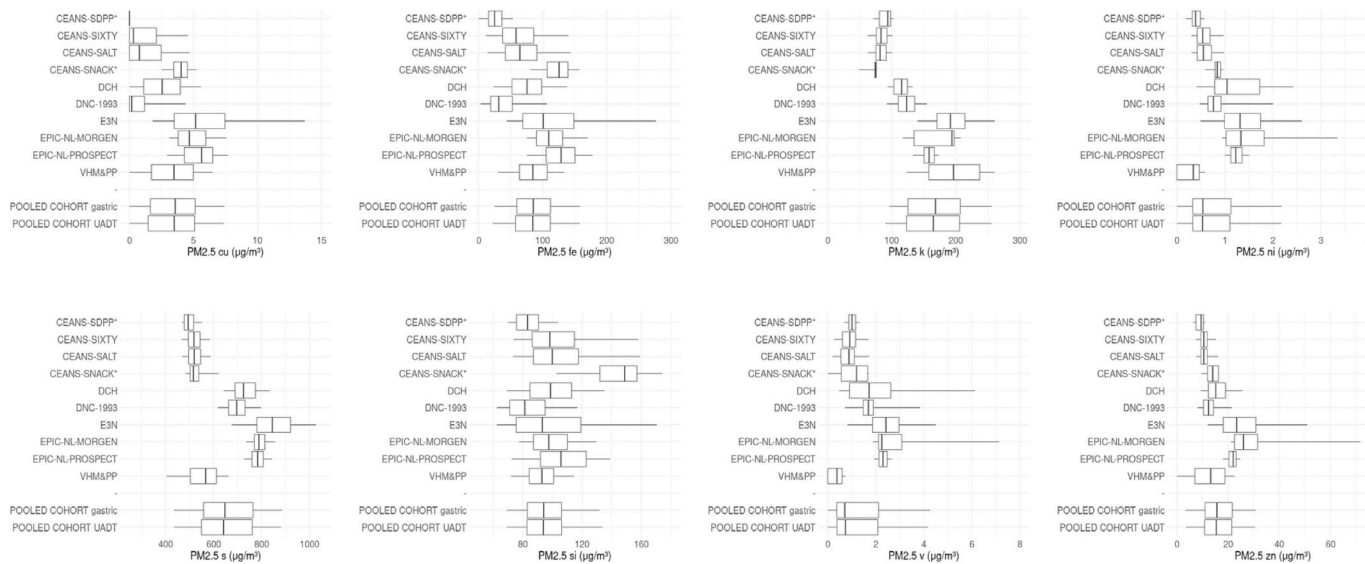 CEANS-SDPP*
CEANS-SIXTY
CEANS-SALT
CEANS-SNACK*
DCH
DNC-1993
E3N
EPIC-NL-MORGEN
EPIC-NL-PROSPECT
VHM&PP
-
POOLED COHORT gastric
POOLED COHORT UADT
0 5 10 15
PM2.5 cu (µg/m³)
CEANS-SDPP*
CEANS-SIXTY
CEANS-SALT
CEANS-SNACK*
DCH
DNC-1993
E3N
EPIC-NL-MORGEN
EPIC-NL-PROSPECT
VHM&PP
-
POOLED COHORT gastric
POOLED COHORT UADT
0 100 200 300
PM2.5 fe (µg/m³)
CEANS-SDPP*
CEANS-SIXTY
CEANS-SALT
CEANS-SNACK*
DCH
DNC-1993
E3N
EPIC-NL-MORGEN
EPIC-NL-PROSPECT
VHM&PP
-
POOLED COHORT gastric
POOLED COHORT UADT
0 100 200 300
PM2.5 k (µg/m³)
CEANS-SDPP*
CEANS-SIXTY
CEANS-SALT
CEANS-SNACK*
DCH
DNC-1993
E3N
EPIC-NL-MORGEN
EPIC-NL-PROSPECT
VHM&PP
-
POOLED COHORT gastric
POOLED COHORT UADT
0 1 2 3
PM2.5 ni (µg/m³)
CEANS-SDPP*
CEANS-SIXTY
CEANS-SALT
CEANS-SNACK*
DCH
DNC-1993
E3N
EPIC-NL-MORGEN
EPIC-NL-PROSPECT
VHM&PP
-
POOLED COHORT gastric
POOLED COHORT UADT
400 600 800 1000
PM2.5 s (µg/m³)
CEANS-SDPP*
CEANS-SIXTY
CEANS-SALT
CEANS-SNACK*
DCH
DNC-1993
E3N
EPIC-NL-MORGEN
EPIC-NL-PROSPECT
VHM&PP
-
POOLED COHORT gastric
POOLED COHORT UADT
80 120 160
PM2.5 si (µg/m³)
CEANS-SDPP*
CEANS-SIXTY
CEANS-SALT
CEANS-SNACK*
DCH
DNC-1993
E3N
EPIC-NL-MORGEN
EPIC-NL-PROSPECT
VHM&PP
-
POOLED COHORT gastric
POOLED COHORT UADT
0 2 4 6 8
PM2.5 v (µg/m³)
CEANS-SDPP*
CEANS-SIXTY
CEANS-SALT
CEANS-SNACK*
DCH
DNC-1993
E3N
EPIC-NL-MORGEN
EPIC-NL-PROSPECT
VHM&PP
-
POOLED COHORT gastric
POOLED COHORT UADT
0 20 40 60
PM2.5 zn (µg/m³)